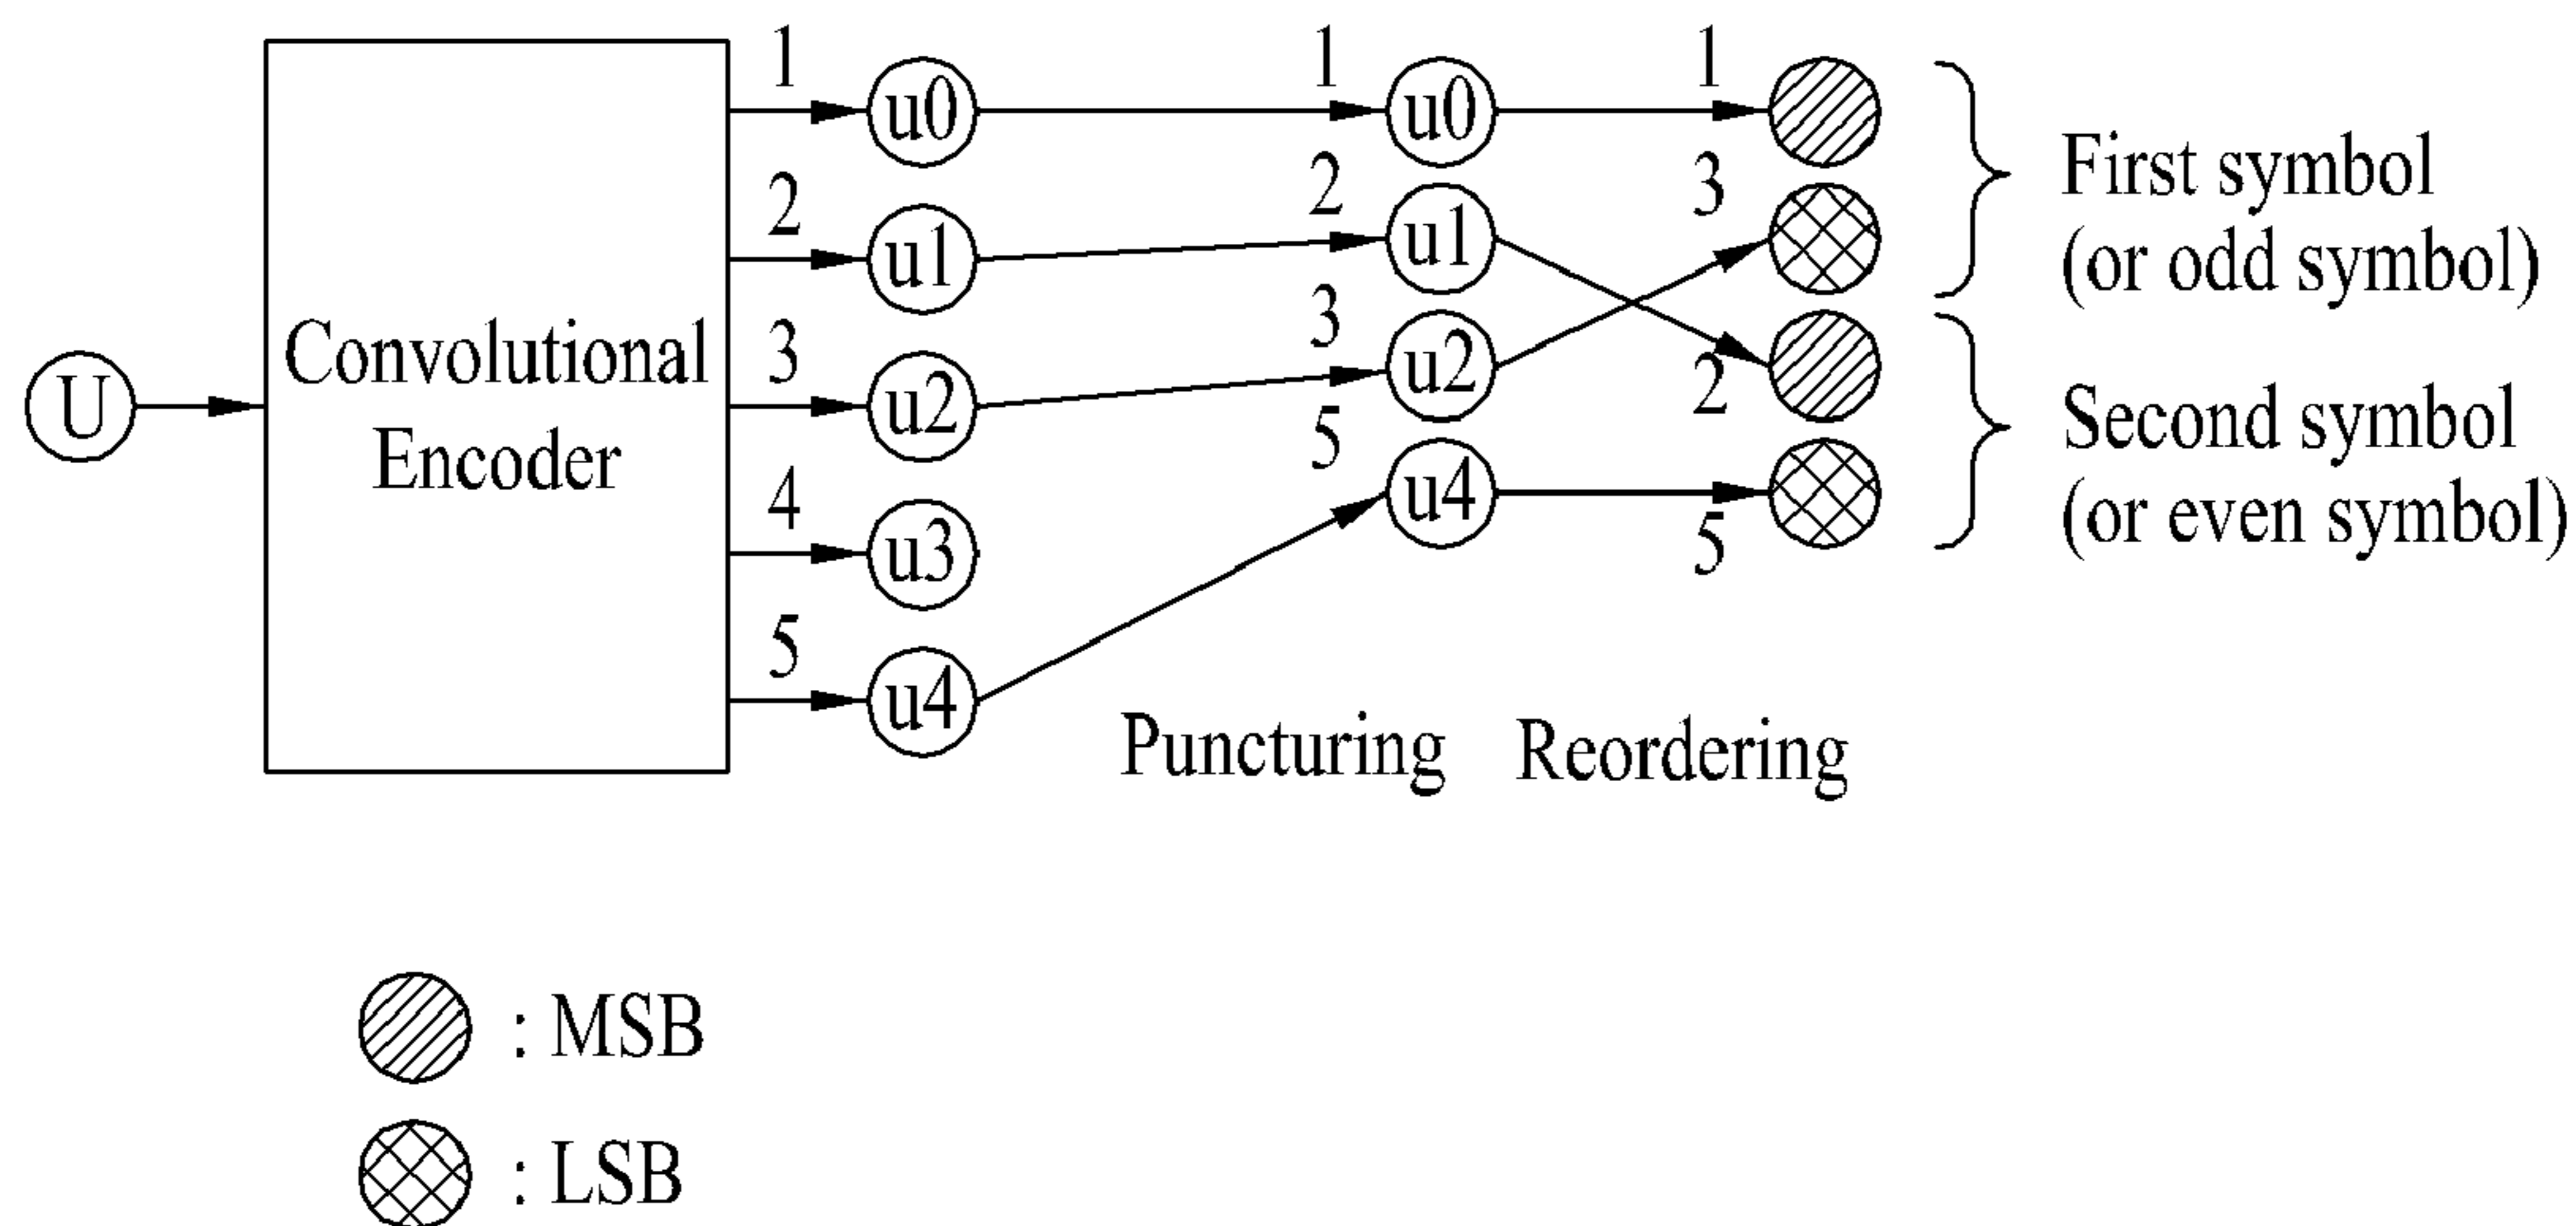 1
1
1
u0
u0
2
2
3
u1
u1
First symbol
(or odd symbol)
U
Convolutional
Encoder
3
3
2
u2
u2
Second symbol
(or even symbol)
4
5
5
u3
u4
5
u4
Puncturing
Reordering
: MSB
: LSB